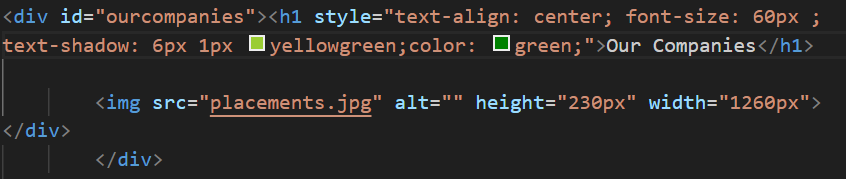 <div id="ourcompanies"><h1 style="text-align: center; font-size: 60px ;
text-shadow: 6px 1px yellowgreen;color: green;">Our Companies</h1>
<img src="placements.jpg" alt="" height="230px" width="1260px">
</div>
</div>